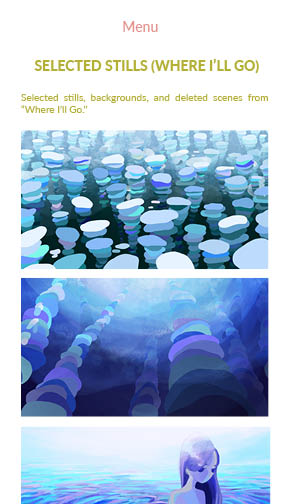 Menu
SELECTED STILLS (WHERE I'LL GO)
Selected stills, backgrounds, and deleted scenes from
"Where I'll Go."